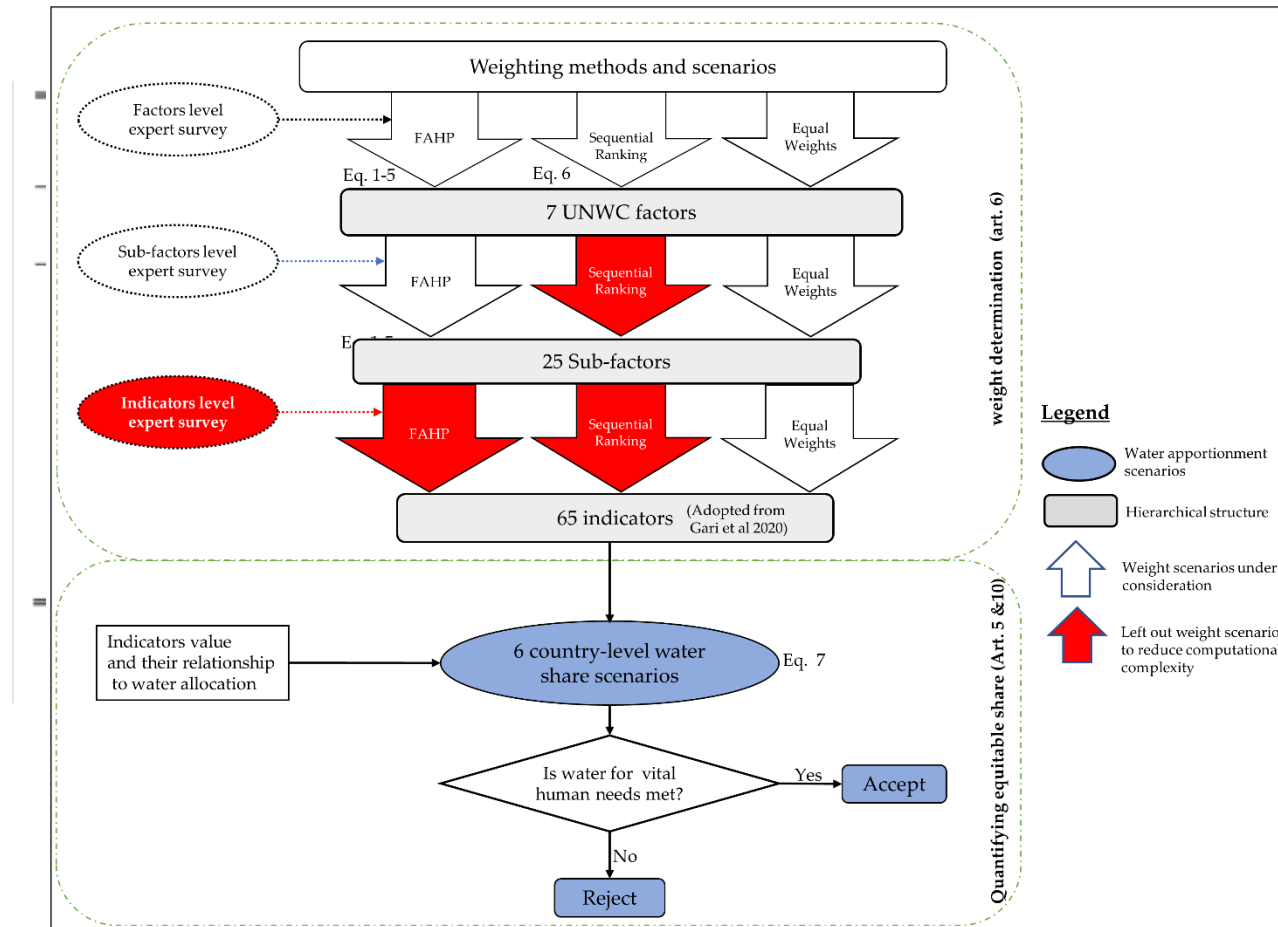 Weighting methods and scenarios
Factors level
expert survey
FAHP
Sequential
Ranking
Equal
Weights
Eq. 1-5
Eq. 6
7 UNWC factors
Sub-factors level
expert survey
FAHP
Sequential
Ranking
Equal
Weights
25 Sub-factors
Indicators level
expert survey
FAHP
Sequential
Ranking
Equal
Weights
65 indicators
(Adopted from
Gari et al 2020)
weight determination (art. 6)
Indicators value
and their relationship
to water allocation
6 country-level water
share scenarios
Eq. 7
Is water for vital
human needs met?
Yes
Accept
No
Reject
Quantifying equitable share (Art. 5 &10)
Legend
Water apportionment
scenarios
Hierarchical structure
Weight scenarios under
consideration
Left out weight scenario
to reduce computational
complexity